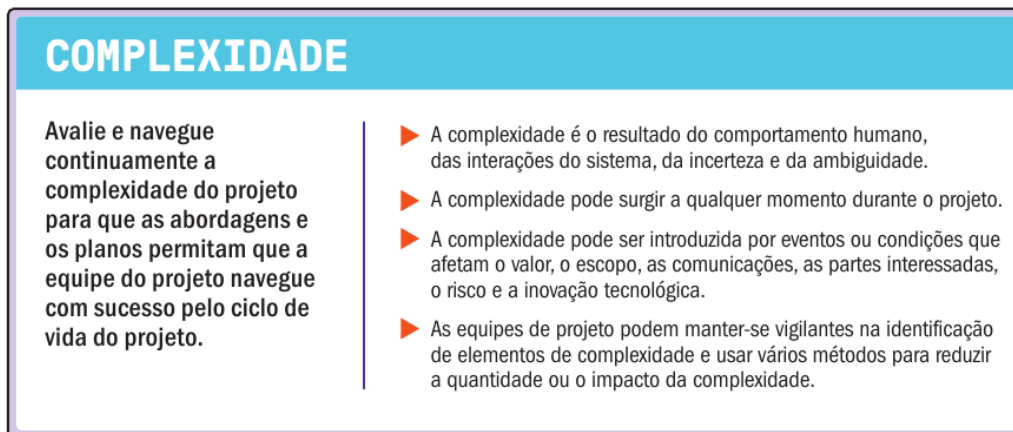 COMPLEXIDADE
Avalie e navegue
continuamente a
complexidade do projeto
para que as abordagens e
os planos permitam que a
equipe do projeto navegue
com sucesso pelo ciclo de
vida do projeto.
A complexidade é o resultado do comportamento humano,
das interações do sistema, da incerteza e da ambiguidade.
A complexidade pode surgir a qualquer momento durante o projeto.
A complexidade pode ser introduzida por eventos ou condições que
afetam o valor, o escopo, as comunicações, as partes interessadas,
o risco e a inovação tecnológica.
As equipes de projeto podem manter-se vigilantes na identificação
de elementos de complexidade e usar vários métodos para reduzir
a quantidade ou o impacto da complexidade.